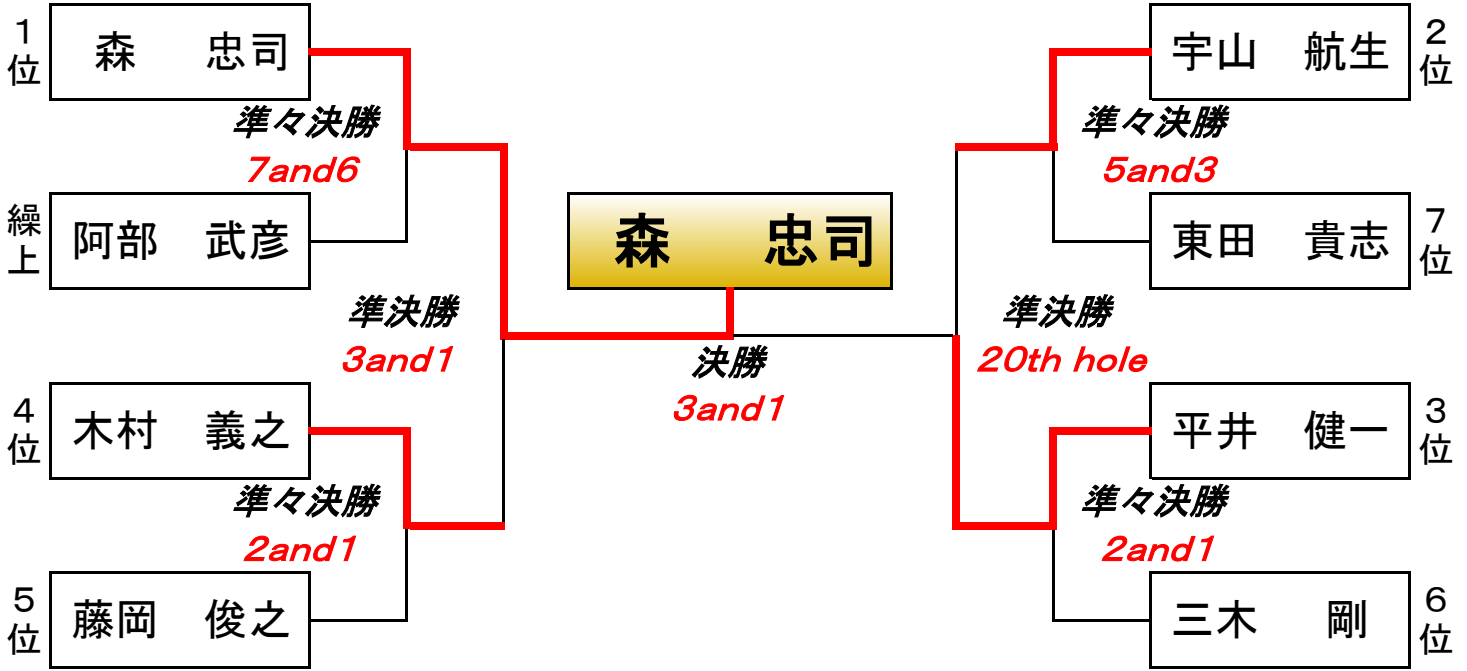 1位
森　忠司
準々決勝
7and6
繰上
阿部　武彦
準決勝
3and1
4位
木村　義之
準々決勝
2and1
5位
藤岡　俊之
森　忠司
決勝
3and1
宇山　航生
2位
準々決勝
5and3
東田　貴志
7位
準決勝
20th hole
平井　健一
3位
準々決勝
2and1
三木　剛
6位